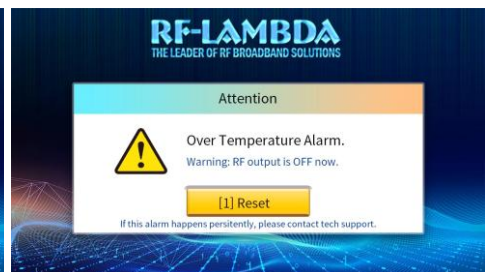 RF-LAMBDA
THE LEADER OF RF BROADBAND SOLUTIONS
Attention
Over Temperature Alarm.
Warning: RF output is OFF now.
[1] Reset
If this alarm happens persitently, please contact tech support.